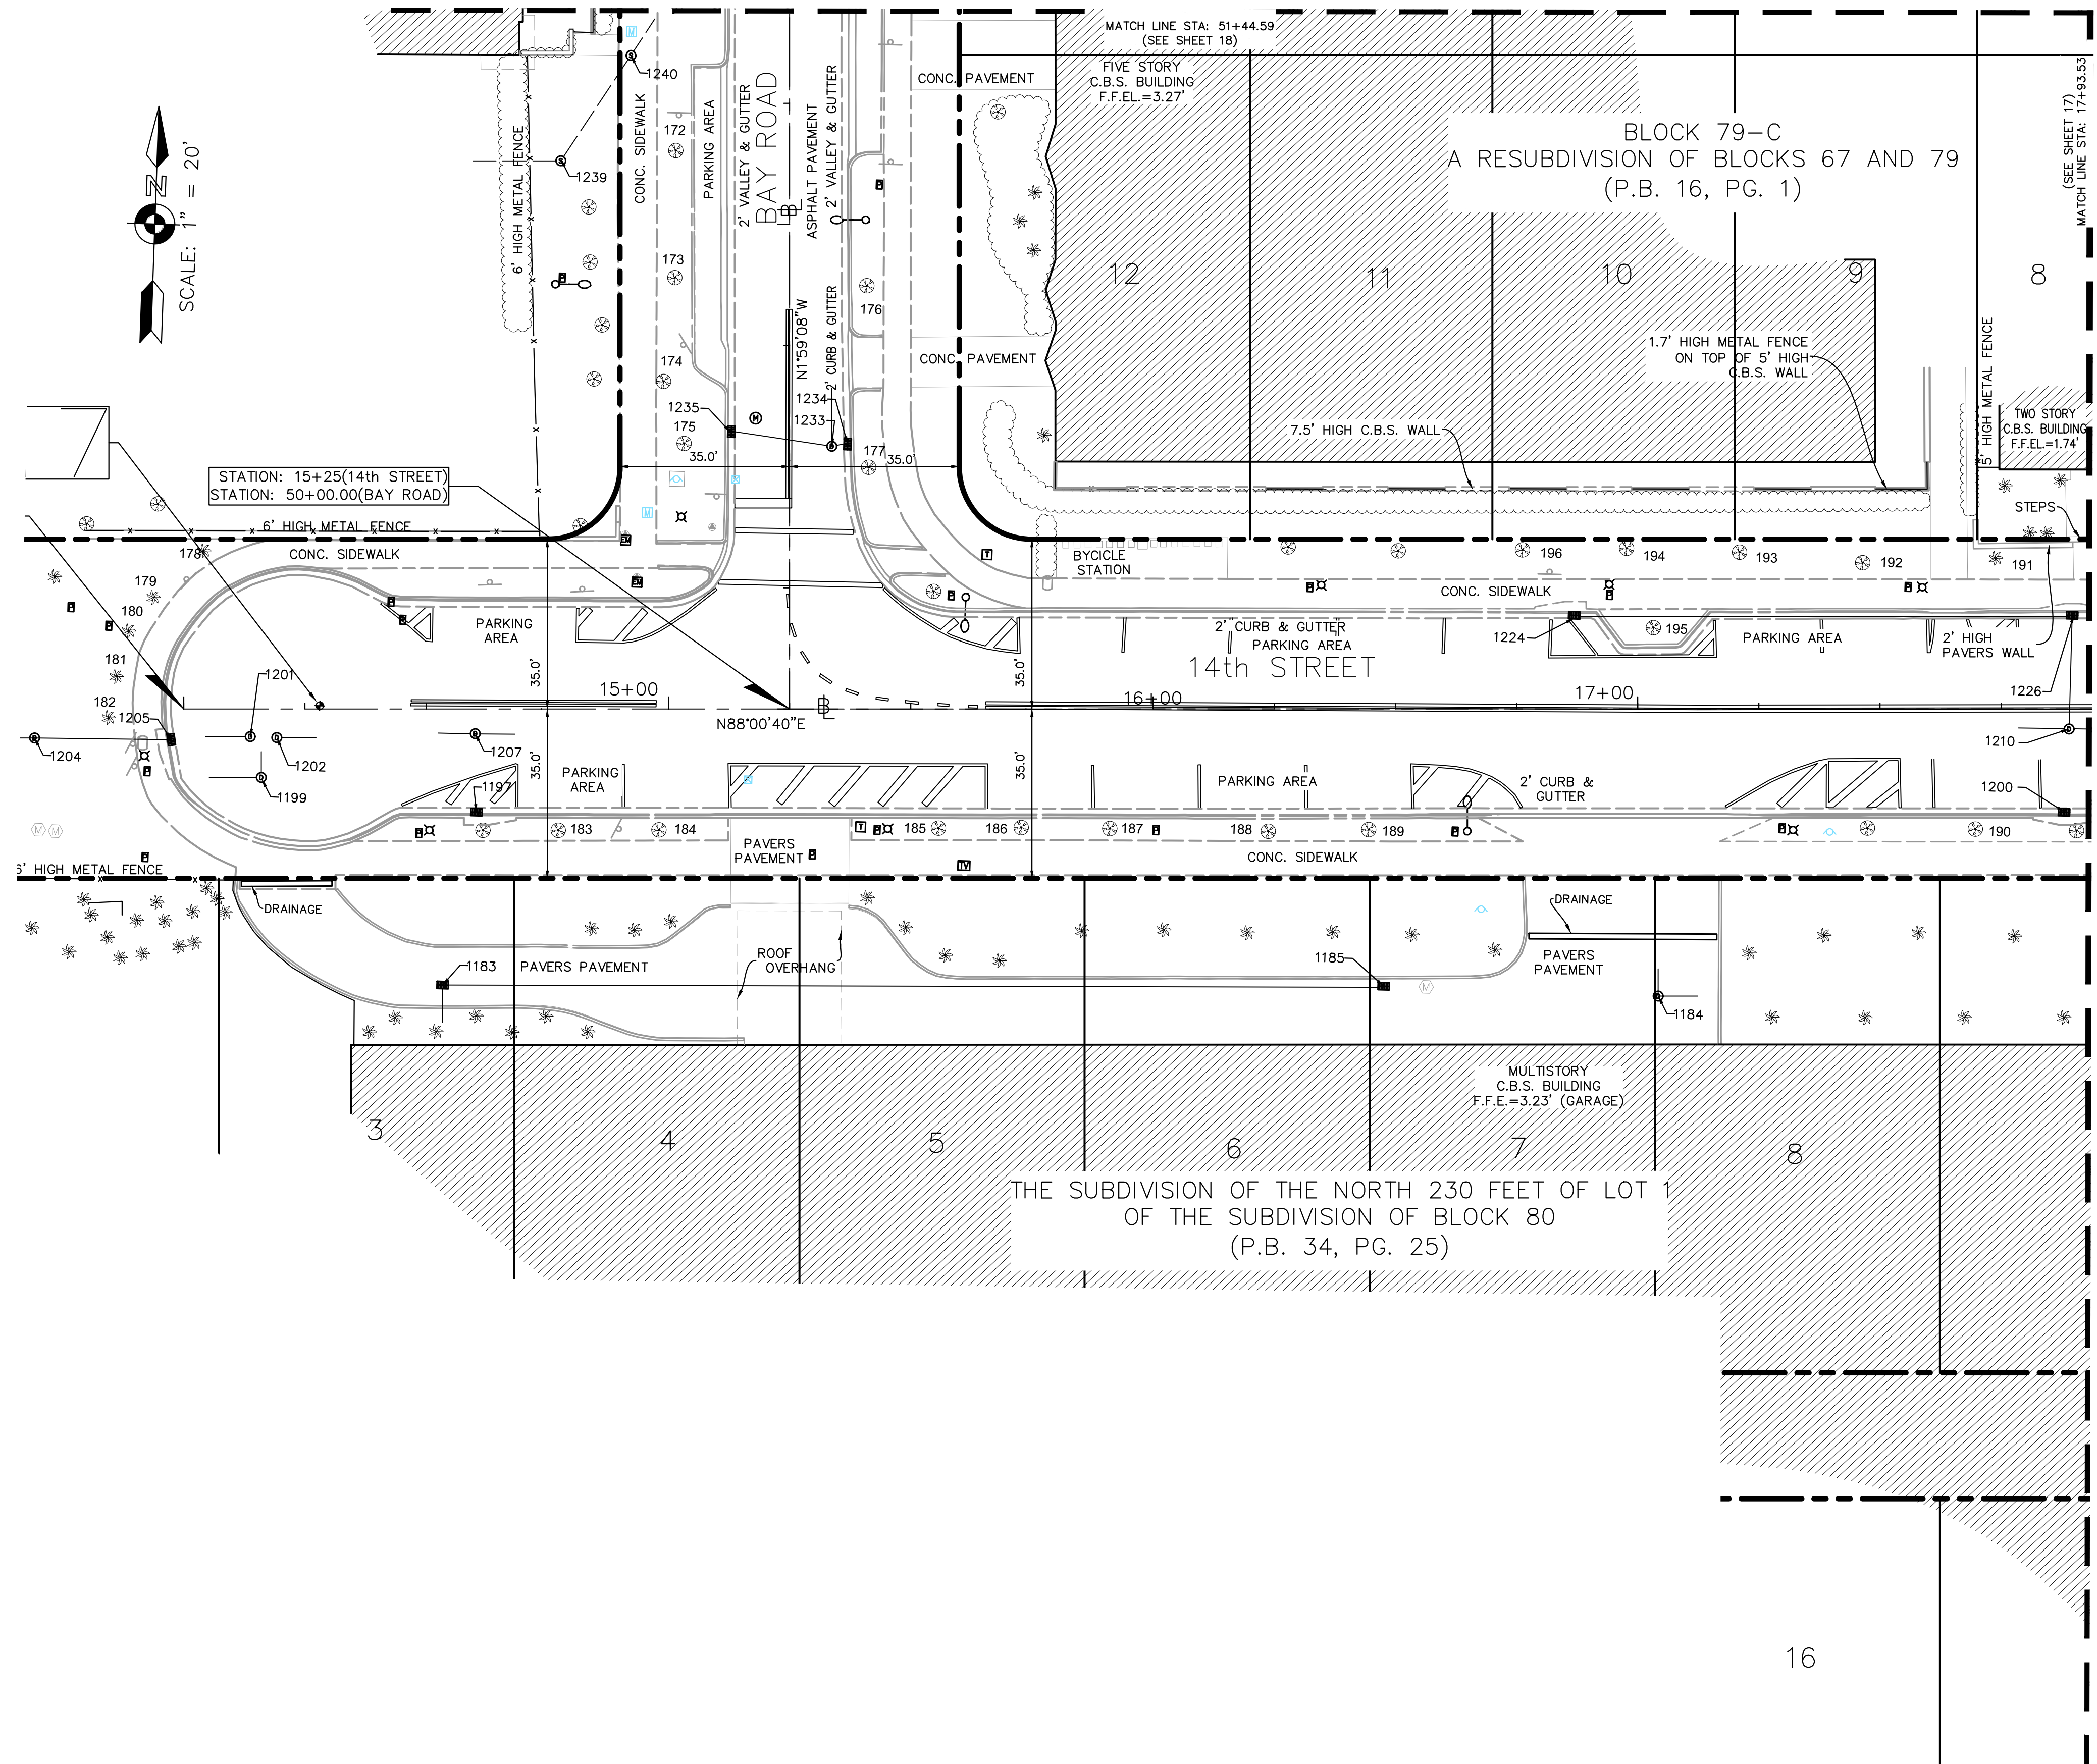 MATCH LINE STA: 51+44.59
(SEE SHEET 18)
(SEE SHEET 17)
MATCH LINE STA: 17+93.53
N
SCALE: 1" = 20'
1240
1239
6' HIGH METAL FENCE
CONC. SIDEWALK
172
PARKING AREA
2' VALLEY & GUTTER
BAY ROAD
BL
ASPHALT PAVEMENT
2' VALLEY & GUTTER
CONC. PAVEMENT
FIVE STORY
C.B.S. BUILDING
F.F.EL.=3.27'
BLOCK 79-C
A RESUBDIVISION OF BLOCKS 67 AND 79
(P.B. 16, PG. 1)
12
11
10
9
8
173
174
175
176
177
N1°59'08"W
2' CURB & GUTTER
CONC. PAVEMENT
1235
1234
1233
35.0'
35.0'
M
M
M
7.5' HIGH C.B.S. WALL
1.7' HIGH METAL FENCE
ON TOP OF 5' HIGH
C.B.S. WALL
5' HIGH METAL FENCE
TWO STORY
C.B.S. BUILDING
F.F.EL.=1.74'
STEPS
STATION: 15+25(14th STREET)
STATION: 50+00.00(BAY ROAD)
6' HIGH METAL FENCE
CONC. SIDEWALK
178
179
180
181
182
T
BYCICLE
STATION
196
194
193
192
191
CONC. SIDEWALK
PARKING
AREA
2' CURB & GUTTER
PARKING AREA
14th STREET
1224
195
PARKING AREA
2' HIGH
PAVERS WALL
1226
35.0'
35.0'
15+00
16+00
17+00
BL
N88°00'40"E
1201
1205
1204
1202
1199
1207
1210
35.0'
35.0'
1197
PARKING
AREA
PARKING AREA
2' CURB &
GUTTER
1200
183
184
T
185
186
187
188
189
190
PAVERS
PAVEMENT
TV
CONC. SIDEWALK
M
M
6' HIGH METAL FENCE
DRAINAGE
DRAINAGE
1183
PAVERS PAVEMENT
ROOF
OVERHANG
1185
M
PAVERS
PAVEMENT
1184
MULTISTORY
C.B.S. BUILDING
F.F.E.=3.23' (GARAGE)
3
4
5
6
7
8
THE SUBDIVISION OF THE NORTH 230 FEET OF LOT 1
OF THE SUBDIVISION OF BLOCK 80
(P.B. 34, PG. 25)
16